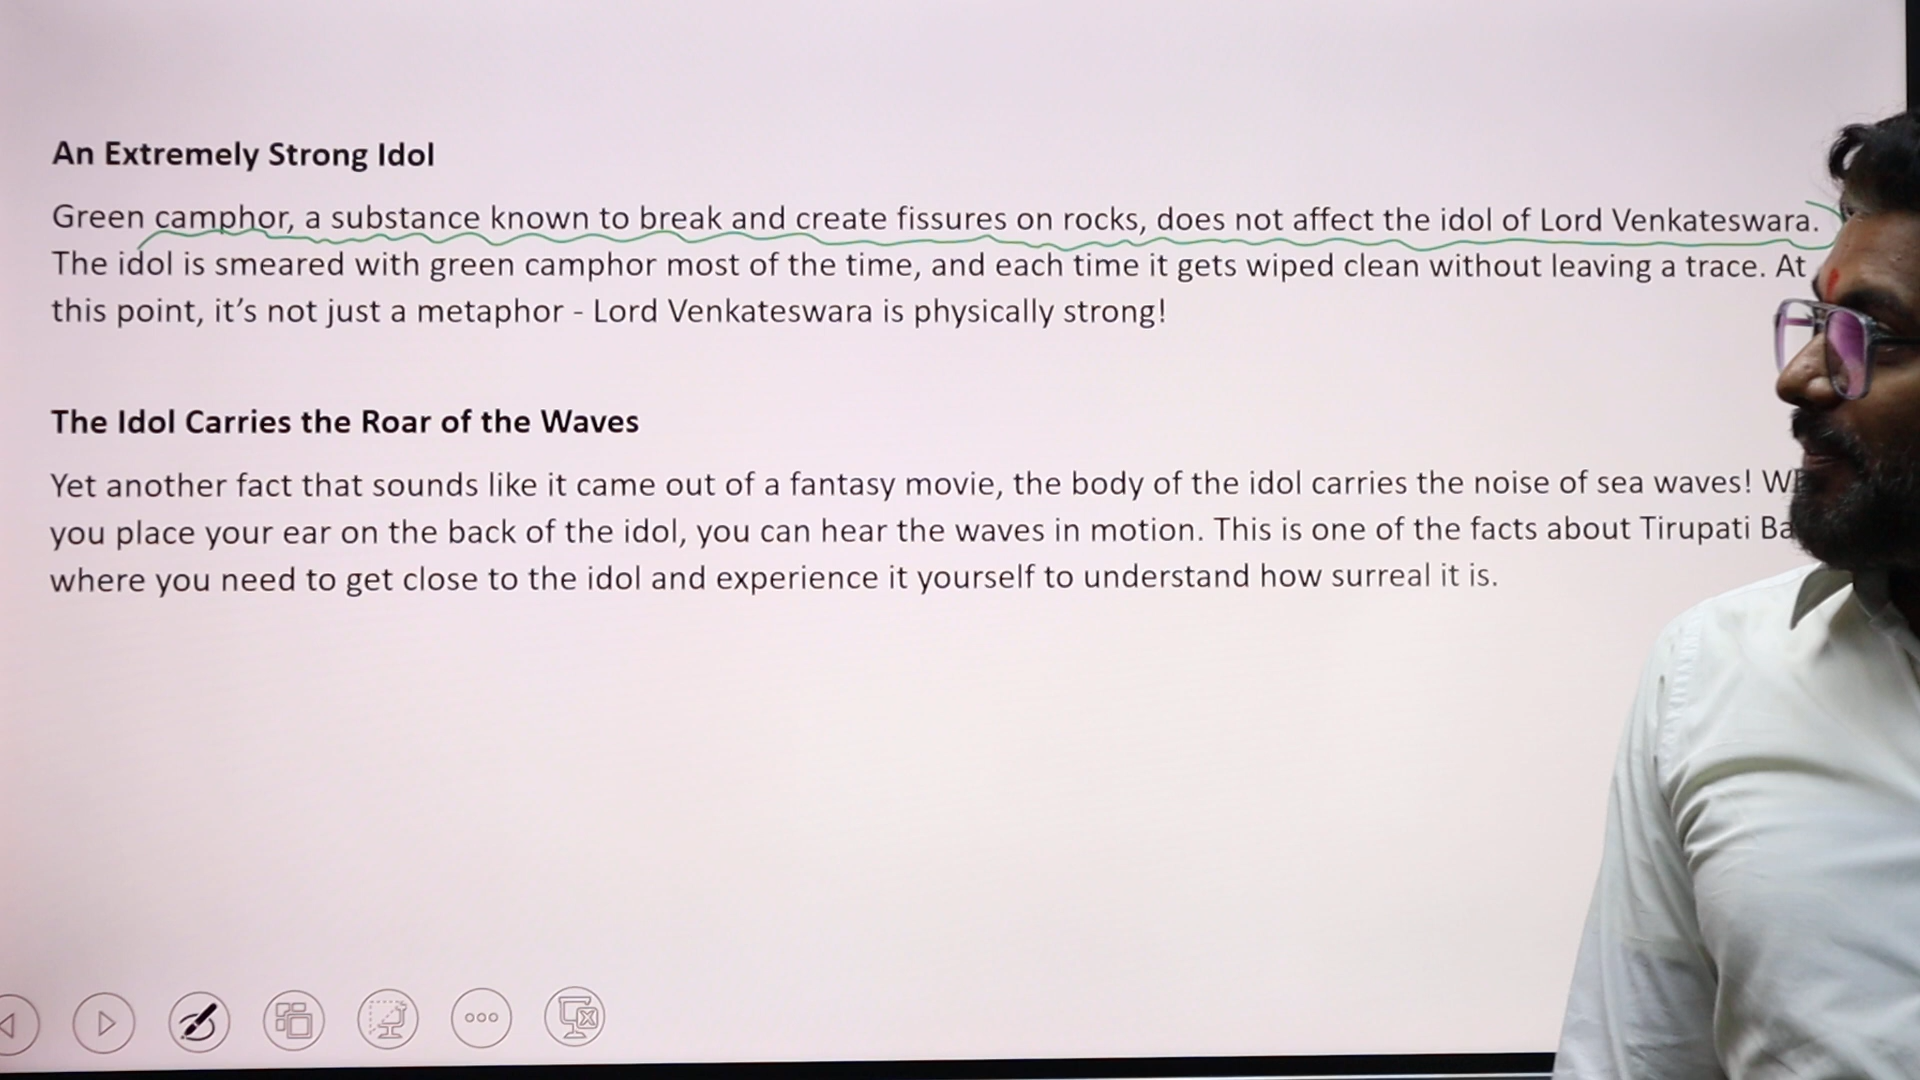 An Extremely Strong Idol
Green camphor, a substance known to break and create fissures on rocks, does not affect the idol of Lord Venkateswara.
The idol is smeared with green camphor most of the time, and each time it gets wiped clean without leaving a trace. At
this point, it’s not just a metaphor - Lord Venkateswara is physically strong!
The Idol Carries the Roar of the Waves
Yet another fact that sounds like it came out of a fantasy movie, the body of the idol carries the noise of sea waves!
you place your ear on the back of the idol, you can hear the waves in motion. This is one of the facts about Tirupati
where you need to get close to the idol and experience it yourself to understand how surreal it is.